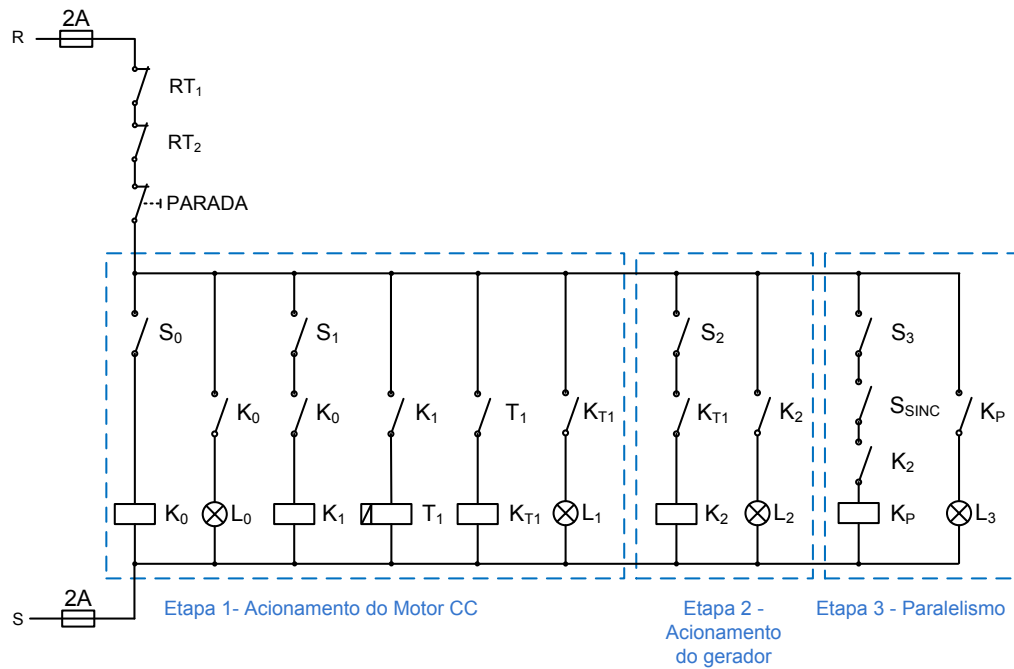 2A
R
RT1
RT2
PARADA
S0 S1 S2 S3
SSINC
K0 K0 K1 T1 KT1 KT1 K2 KP
K2
K0 L0 K1 T1 KT1 L1 K2 L2 KP L3
2A
S
Etapa 1- Acionamento do Motor CC
Etapa 2 -
Acionamento
do gerador
Etapa 3 - Paralelismo